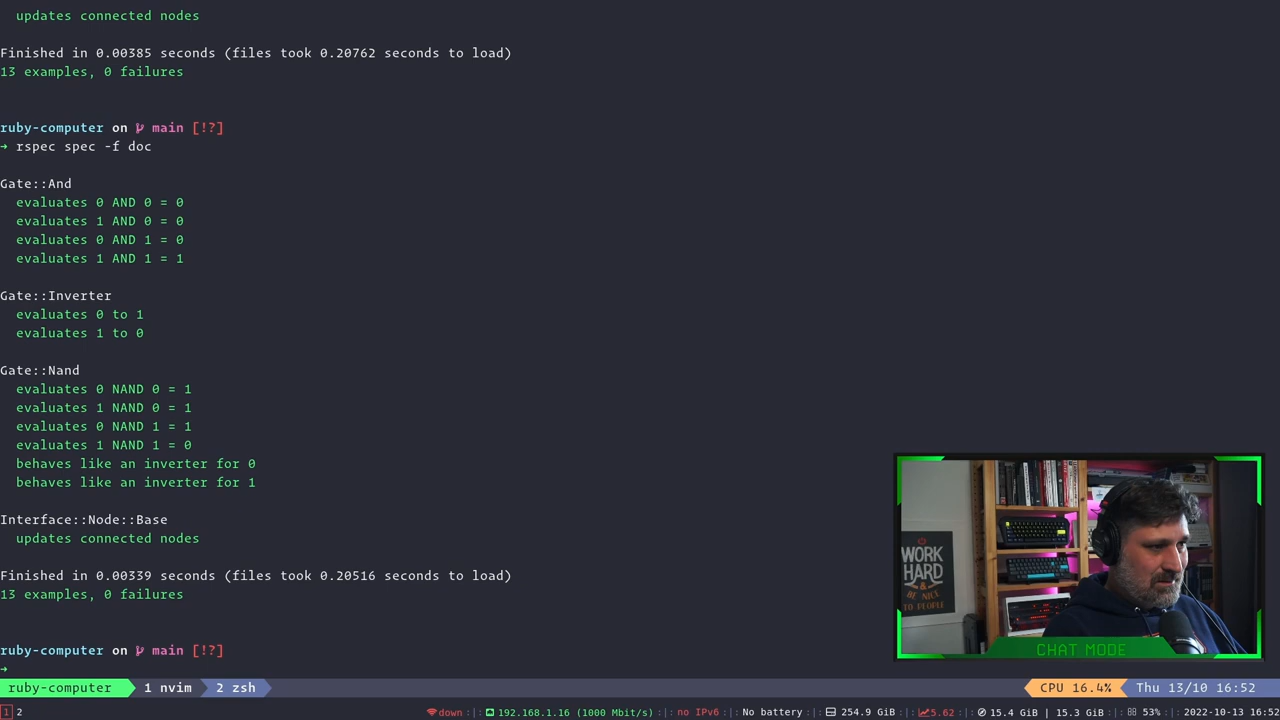 updates connected nodes
Finished in 0.00385 seconds (files took 0.20762 seconds to load)
13 examples, 0 failures
ruby-computer on main [!?]
→ rspec spec -f doc
Gate::And
evaluates 0 AND 0 = 0
evaluates 1 AND 0 = 0
evaluates 0 AND 1 = 0
evaluates 1 AND 1 = 1
Gate::Inverter
evaluates 0 to 1
evaluates 1 to 0
Gate::Nand
evaluates 0 NAND 0 = 1
evaluates 1 NAND 0 = 1
evaluates 0 NAND 1 = 1
evaluates 1 NAND 1 = 0
behaves like an inverter for 0
behaves like an inverter for 1
Interface::Node::Base
updates connected nodes
Finished in 0.00339 seconds (files took 0.20516 seconds to load)
13 examples, 0 failures
ruby-computer on main [!?]
→
WORK
HARD
& BE NICE
TO PEOPLE
CHAT MODE
ruby-computer 1 nvim 2 zsh CPU 16.4% Thu 13/10 16:52
1 2 down :|: 192.168.1.16 (1000 Mbit/s) :|: no IPv6 :|: No battery :|: 254.9 GiB :|: 5.62 :|: 15.4 GiB | 15.3 GiB :|: 53% :|: 2022-10-13 16:52